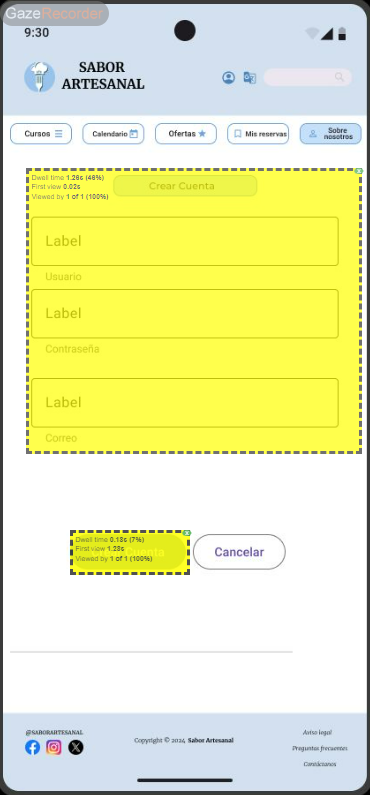 GazeRecorder
9:30
SABOR
ARTESANAL
Cursos
Calendario
Ofertas
Mis reservas
Sobre
nosotros
Dwell time 1.26s (46%)
First view 0.02s
Viewed by 1 of 1 (100%)
Crear Cuenta
Label
Usuario
Label
Contraseña
Label
Correo
Dwell time 0.18s (7%)
First view 1.28s
Viewed by 1 of 1 (100%)
Cancelar
@SABORARTESANAL
Copyright © 2024 Sabor Artesanal
Aviso legal
Preguntas frecuentes.
Contáctanos